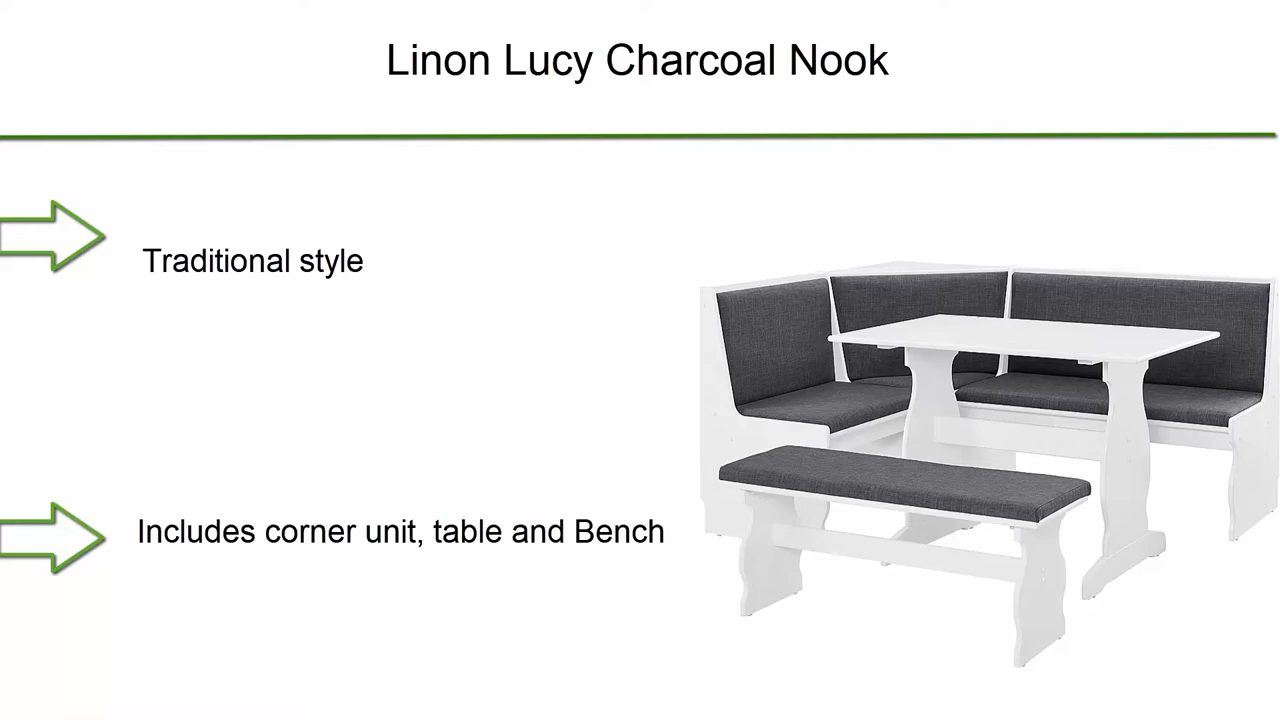 Linon Lucy Charcoal Nook
Traditional style
Includes corner unit, table and Bench